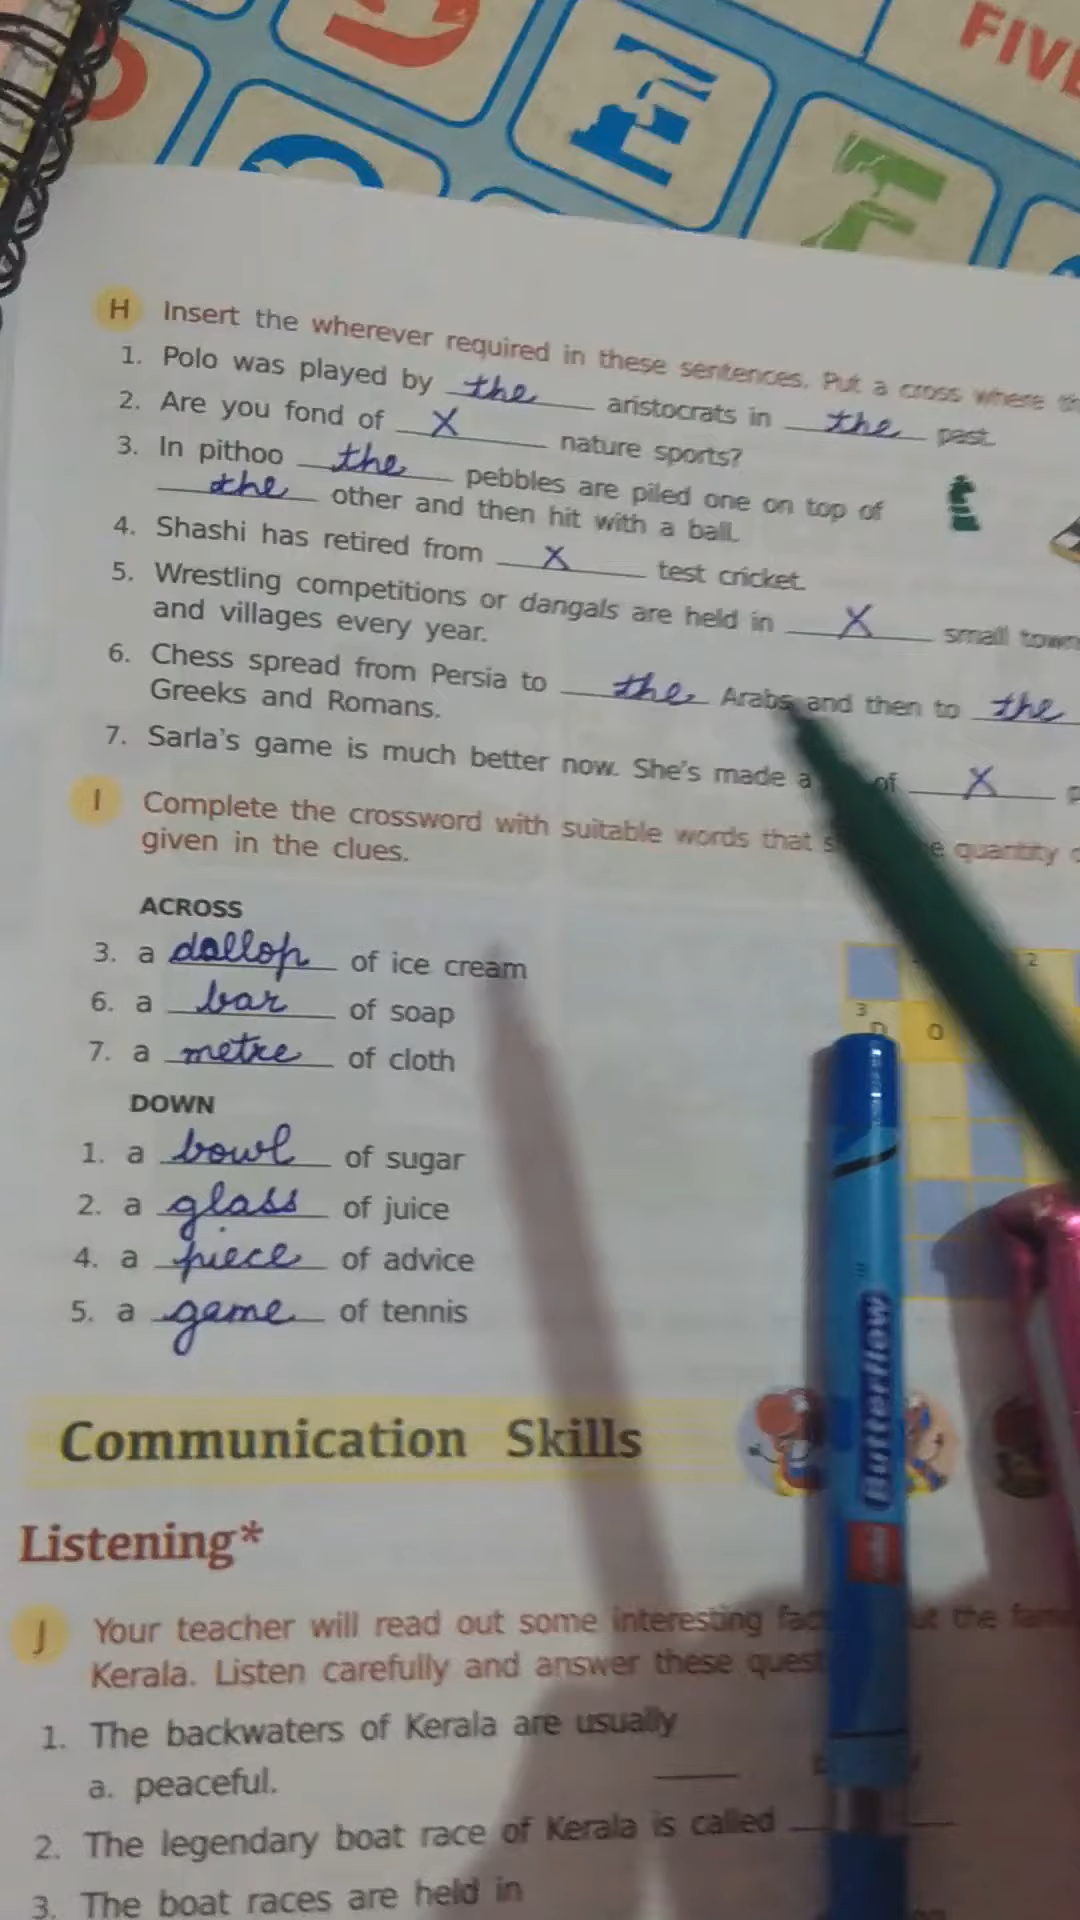 FIVE
H Insert the wherever required in these sentences. Put a cross where
1. Polo was played by the aristocrats in the past.
2. Are you fond of X nature sports?
3. In pithoo the pebbles are piled one on top of
the other and then hit with a ball.
4. Shashi has retired from X test cricket.
5. Wrestling competitions or dangals are held in X small town
and villages every year.
6. Chess spread from Persia to the Arabs and then to the
Greeks and Romans.
7. Sarla's game is much better now. She's made a of X
I Complete the crossword with suitable words that quantity
given in the clues.
ACROSS
3. a dollop of ice cream
6. a bar of soap
7. a metre of cloth
DOWN
1. a bowl of sugar
2. a glass of juice
4. a piece of advice
5. a game of tennis
2
3
D O
Butterflow
Communication Skills
Listening*
J Your teacher will read out some interesting the
Kerala. Listen carefully and answer these
1. The backwaters of Kerala are usually
a. peaceful.
2. The legendary boat race of Kerala is called
3. The boat races are held in